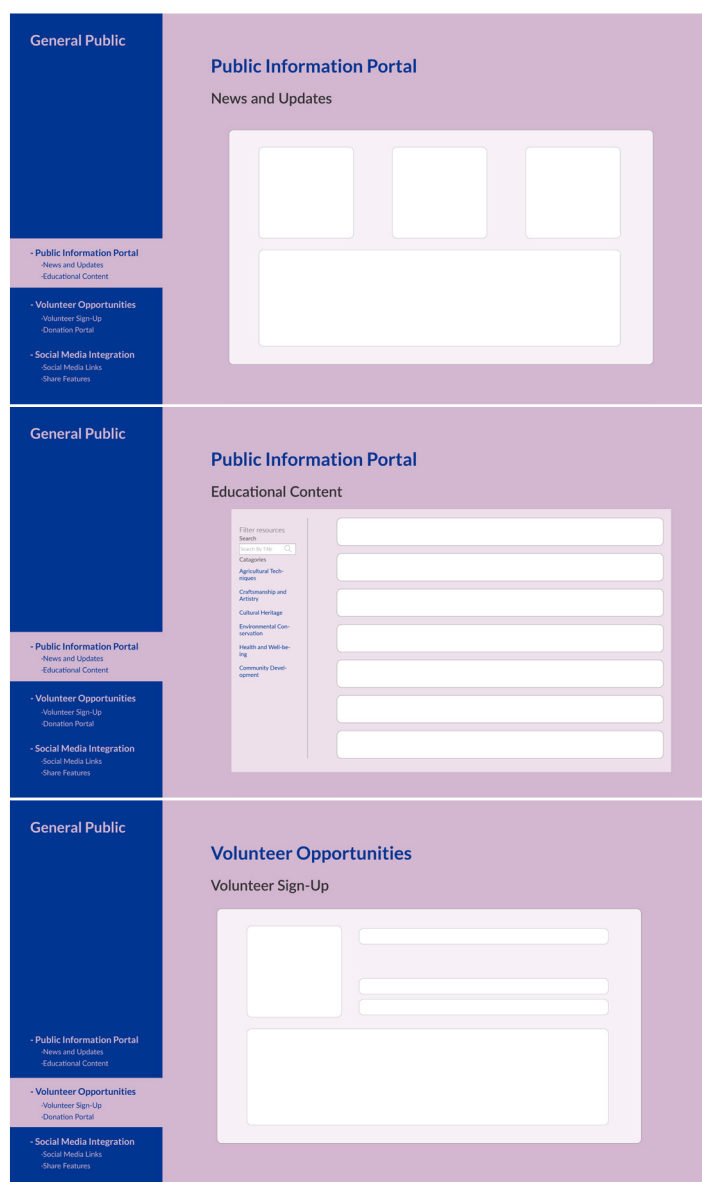 General Public
Public Information Portal
News and Updates
- Public Information Portal
-News and Updates
-Educational Content
- Volunteer Opportunities
-Volunteer Sign-Up
-Donation Portal
- Social Media Integration
-Social Media Links
-Share Features
General Public
Public Information Portal
Educational Content
Filter resources
Search
Search By Title
Catagories
Agricultural Tech-
niques
Craftomanship and
Artistry
Cultural Heritage
Environmental Con-
servation
Health and Well-be-
ing
Community Devel-
opment
- Public Information Portal
-News and Updates
-Educational Content
- Volunteer Opportunities
-Volunteer Sign-Up
-Donation Portal
- Social Media Integration
-Social Media Links
-Share Features
General Public
Volunteer Opportunities
Volunteer Sign-Up
- Public Information Portal
-News and Updates
-Educational Content
- Volunteer Opportunities
-Volunteer Sign-Up
-Donation Portal
- Social Media Integration
-Social Media Links
-Share Features